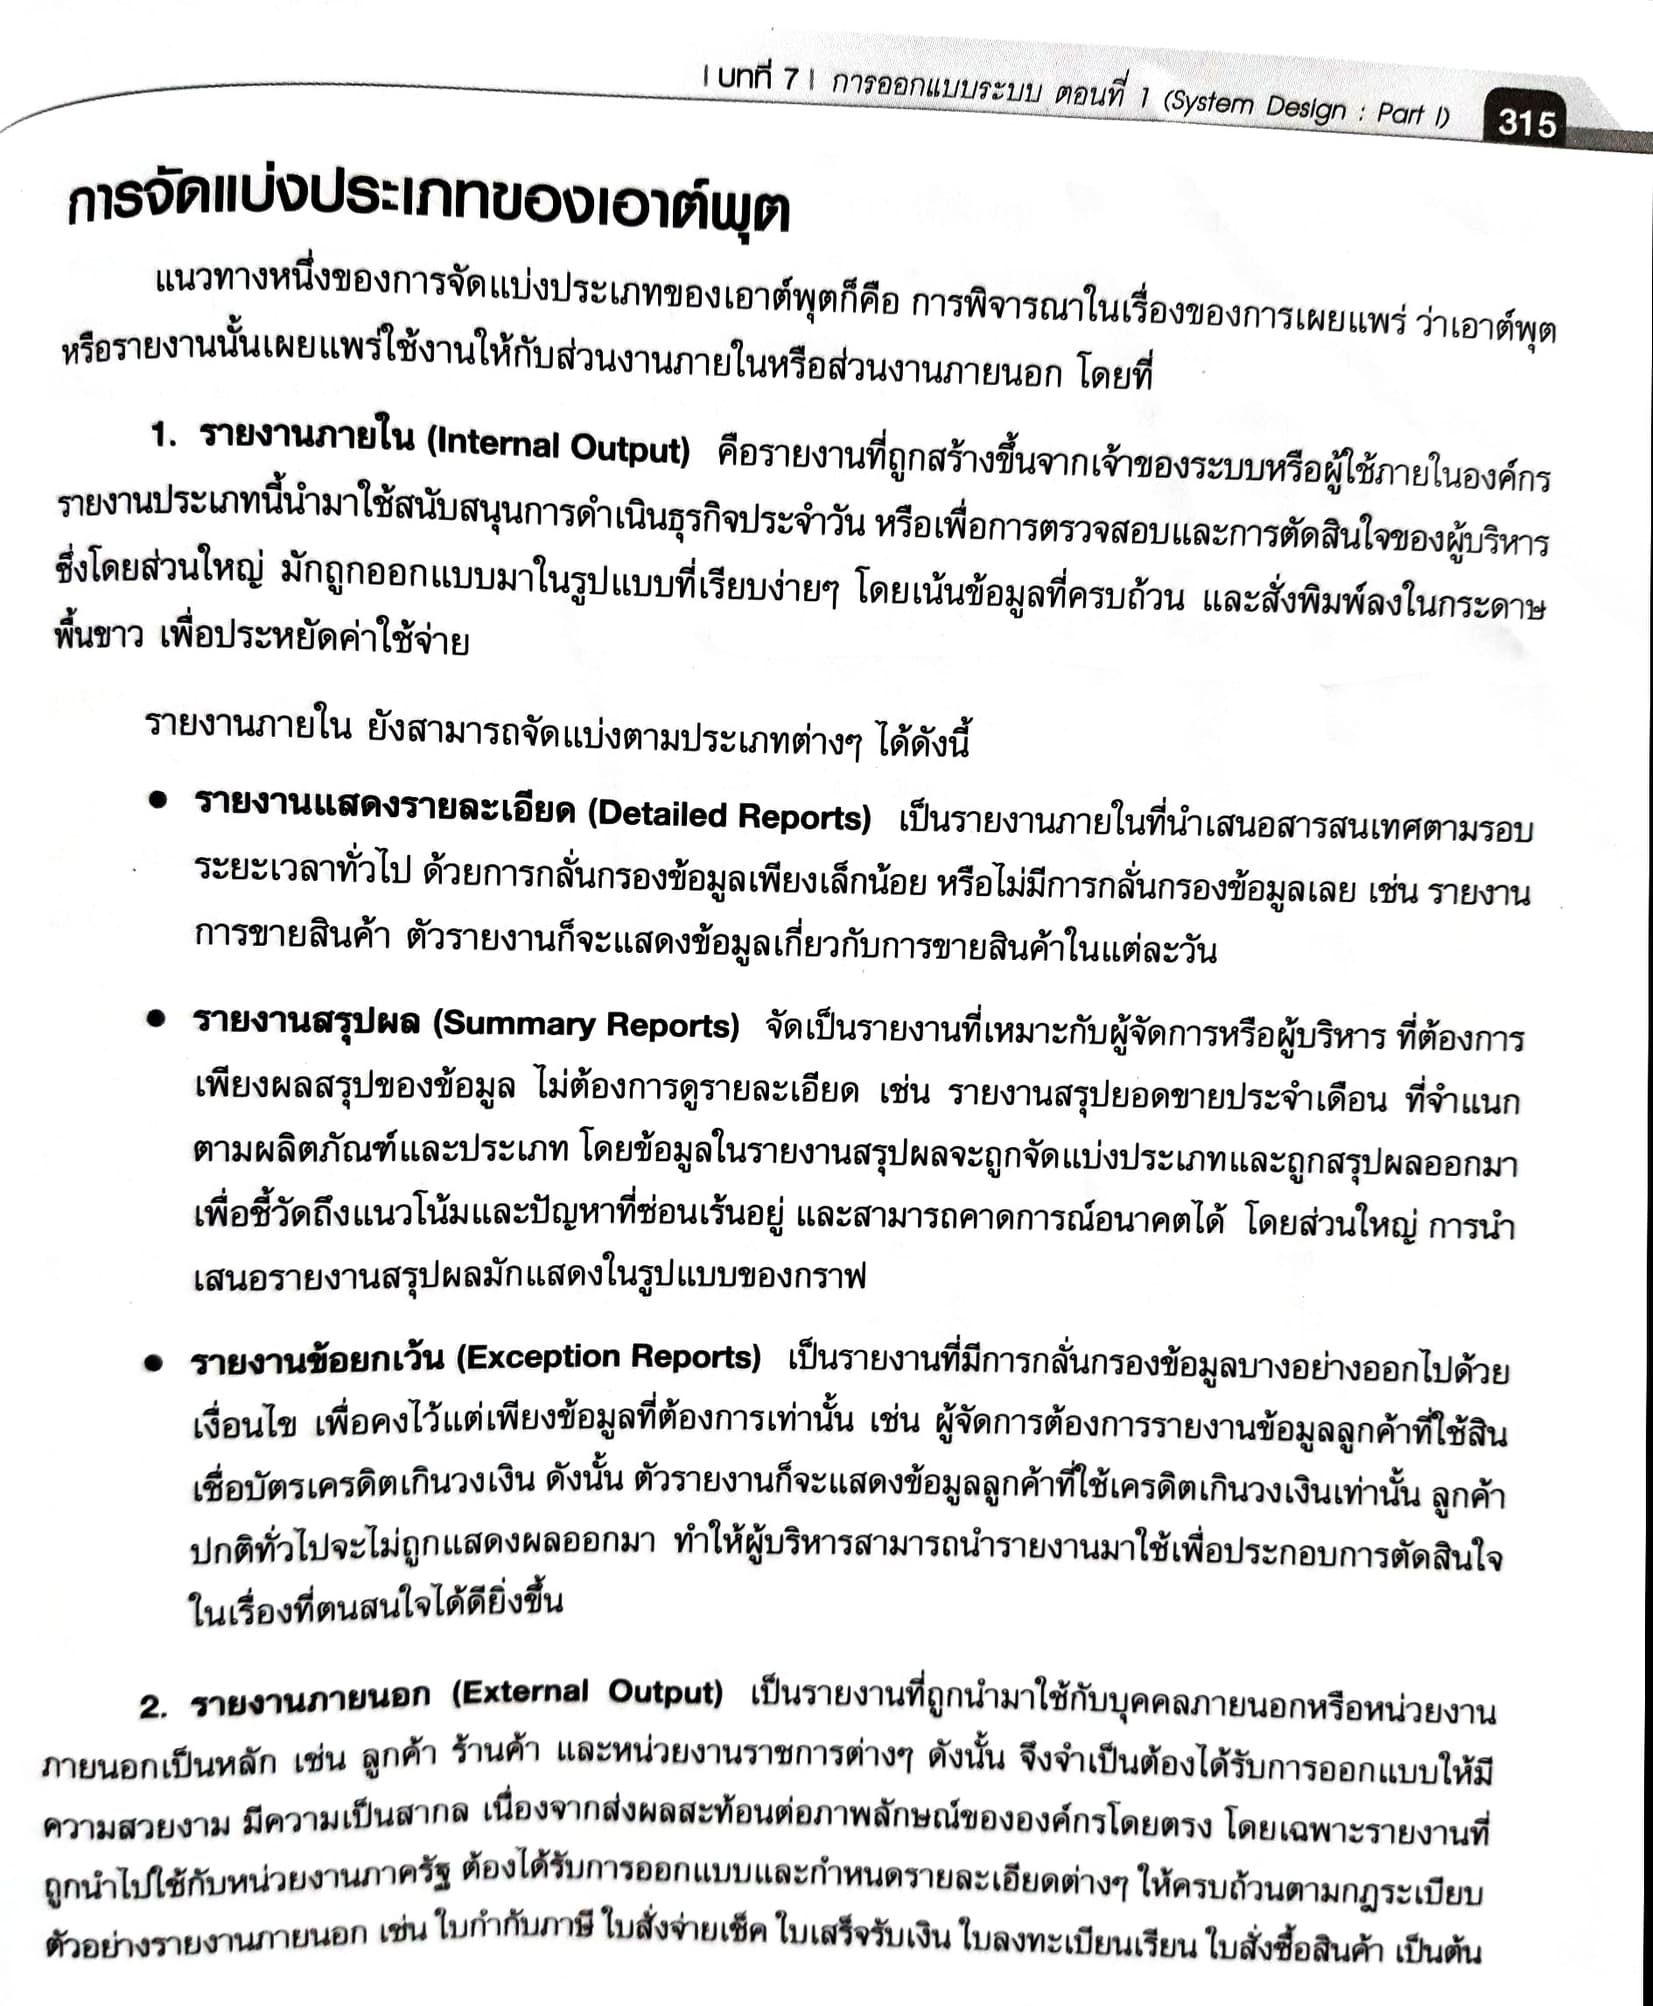 | บทที่ 7 | การออกแบบระบบ ตอนที่ 1 (System Design : Part I) 315
การจัดแบ่งประเภทของเอาต์พุต
แนวทางหนึ่งของการจัดแบ่งประเภทของเอาต์พุตก็คือ การพิจารณาในเรื่องของการเผยแพร่ ว่าเอาต์พุต
หรือรายงานนั้นเผยแพร่ใช้งานให้กับส่วนงานภายในหรือส่วนงานภายนอก โดยที่
1. รายงานภายใน (Internal Output) คือรายงานที่ถูกสร้างขึ้นจากเจ้าของระบบหรือผู้ใช้ภายในองค์กร
รายงานประเภทนี้นำมาใช้สนับสนุนการดำเนินธุรกิจประจำวัน หรือเพื่อการตรวจสอบและการตัดสินใจของผู้บริหาร
ซึ่งโดยส่วนใหญ่ มักถูกออกแบบมาในรูปแบบที่เรียบง่ายๆ โดยเน้นข้อมูลที่ครบถ้วน และสั่งพิมพ์ลงในกระดาษ
พื้นขาว เพื่อประหยัดค่าใช้จ่าย
รายงานภายใน ยังสามารถจัดแบ่งตามประเภทต่างๆ ได้ดังนี้
● รายงานแสดงรายละเอียด (Detailed Reports) เป็นรายงานภายในที่นำเสนอสารสนเทศตามรอบ
ระยะเวลาทั่วไป ด้วยการกลั่นกรองข้อมูลเพียงเล็กน้อย หรือไม่มีการกลั่นกรองข้อมูลเลย เช่น รายงาน
การขายสินค้า ตัวรายงานก็จะแสดงข้อมูลเกี่ยวกับการขายสินค้าในแต่ละวัน
● รายงานสรุปผล (Summary Reports) จัดเป็นรายงานที่เหมาะกับผู้จัดการหรือผู้บริหาร ที่ต้องการ
เพียงผลสรุปของข้อมูล ไม่ต้องการดูรายละเอียด เช่น รายงานสรุปยอดขายประจำเดือน ที่จำแนก
ตามผลิตภัณฑ์และประเภท โดยข้อมูลในรายงานสรุปผลจะถูกจัดแบ่งประเภทและถูกสรุปผลออกมา
เพื่อชี้วัดถึงแนวโน้มและปัญหาที่ซ่อนเร้นอยู่ และสามารถคาดการณ์อนาคตได้ โดยส่วนใหญ่ การนำ
เสนอรายงานสรุปผลมักแสดงในรูปแบบของกราฟ
● รายงานข้อยกเว้น (Exception Reports) เป็นรายงานที่มีการกลั่นกรองข้อมูลบางอย่างออกไปด้วย
เงื่อนไข เพื่อคงไว้แต่เพียงข้อมูลที่ต้องการเท่านั้น เช่น ผู้จัดการต้องการรายงานข้อมูลลูกค้าที่ใช้สิน
เชื่อบัตรเครดิตเกินวงเงิน ดังนั้น ตัวรายงานก็จะแสดงข้อมูลลูกค้าที่ใช้เครดิตเกินวงเงินเท่านั้น ลูกค้า
ปกติทั่วไปจะไม่ถูกแสดงผลออกมา ทำให้ผู้บริหารสามารถนำรายงานมาใช้เพื่อประกอบการตัดสินใจ
ในเรื่องที่ตนสนใจได้ดียิ่งขึ้น
2. รายงานภายนอก (External Output) เป็นรายงานที่ถูกนำมาใช้กับบุคคลภายนอกหรือหน่วยงาน
ภายนอกเป็นหลัก เช่น ลูกค้า ร้านค้า และหน่วยงานราชการต่างๆ ดังนั้น จึงจำเป็นต้องได้รับการออกแบบให้มี
ความสวยงาม มีความเป็นสากล เนื่องจากส่งผลสะท้อนต่อภาพลักษณ์ขององค์กรโดยตรง โดยเฉพาะรายงานที่
ถูกนำไปใช้กับหน่วยงานภาครัฐ ต้องได้รับการออกแบบและกำหนดรายละเอียดต่างๆ ให้ครบถ้วนตามกฎระเบียบ
ตัวอย่างรายงานภายนอก เช่น ใบกำกับภาษี ใบสั่งจ่ายเช็ค ใบเสร็จรับเงิน ใบลงทะเบียนเรียน ใบสั่งซื้อสินค้า เป็นต้น